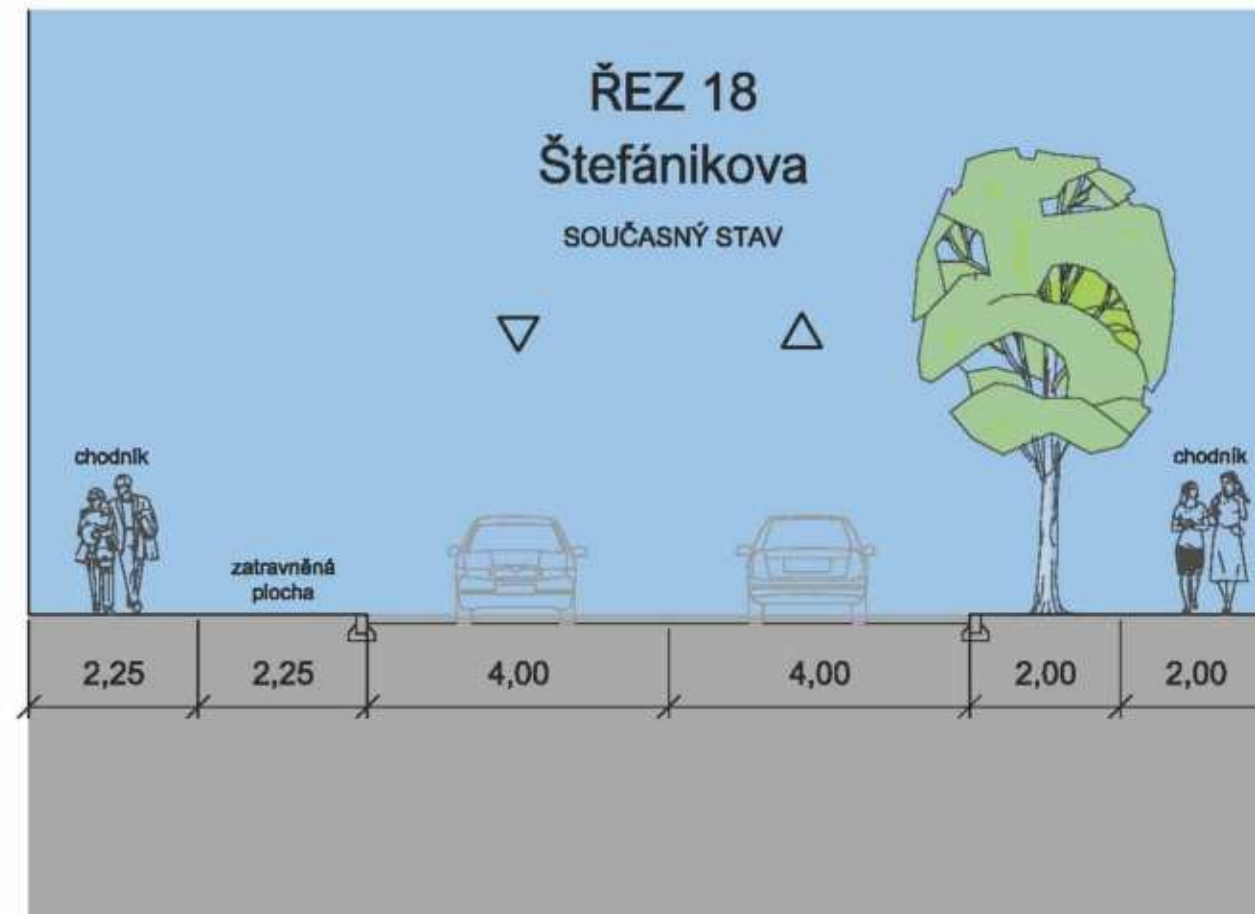 ŘEZ 18
Štefánikova
SOUČASNÝ STAV
chodník
chodník
zatravněná
plocha
2,25 2,25 4,00 4,00 2,00 2,00